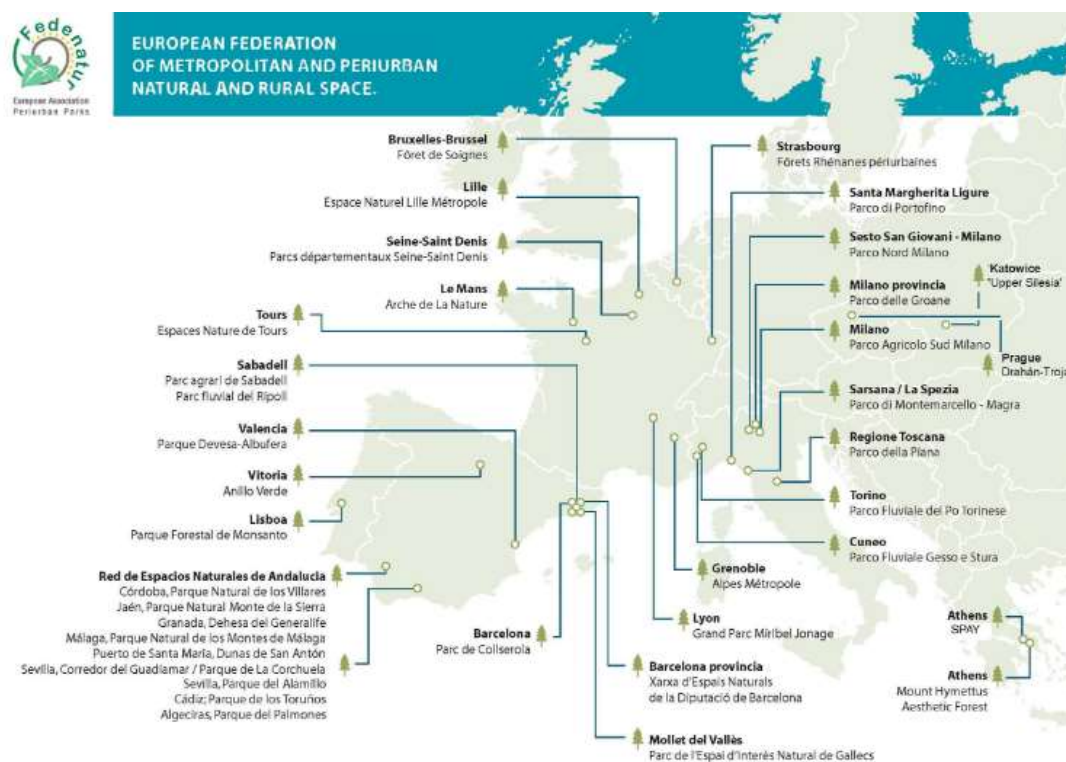 Fedenatur
European Association
Periurban Parks
EUROPEAN FEDERATION
OF METROPOLITAN AND PERIURBAN
NATURAL AND RURAL SPACE.
Bruxelles-Brussel
Fôret de Soignes
Lille
Espace Naturel Lille Métropole
Seine-Saint Denis
Parcs départementaux Seine-Saint Denis
Le Mans
Arche de La Nature
Tours
Espaces Nature de Tours
Sabadell
Parc agrari de Sabadell
Parc fluvial del Ripoll
Valencia
Parque Devesa-Albufera
Vitoria
Anillo Verde
Lisboa
Parque Forestal de Monsanto
Red de Espacios Naturales de Andalucia
Córdoba, Parque Natural de los Villares
Jaén, Parque Natural Monte de la Sierra
Granada, Dehesa del Generalife
Málaga, Parque Natural de los Montes de Málaga
Puerto de Santa María, Dunas de San Antón
Sevilla, Corredor del Guadiamar / Parque de La Corchuela
Sevilla, Parque del Alamillo
Cádiz; Parque de los Toruños
Algeciras, Parque del Palmones
Barcelona
Parc de Collserola
Strasbourg
Fôrets Rhénanes périurbaines
Santa Margherita Ligure
Parco di Portofino
Sesto San Giovani - Milano
Parco Nord Milano
Milano provincia
Parco delle Groane
Milano
Parco Agricolo Sud Milano
Katowice
'Upper Silesia'
Prague
Drahán-Troja
Sarsana / La Spezia
Parco di Montemarcello - Magra
Regione Toscana
Parco della Piana
Torino
Parco Fluviale del Po Torinese
Cuneo
Parco Fluviale Gesso e Stura
Grenoble
Alpes Métropole
Lyon
Grand Parc Miribel Jonage
Barcelona provincia
Xarxa d'Espais Naturals
de la Diputació de Barcelona
Mollet del Vallès
Parc de l'Espai d'Interès Natural de Gallecs
Athens
SPAY
Athens
Mount Hymettus
Aesthetic Forest